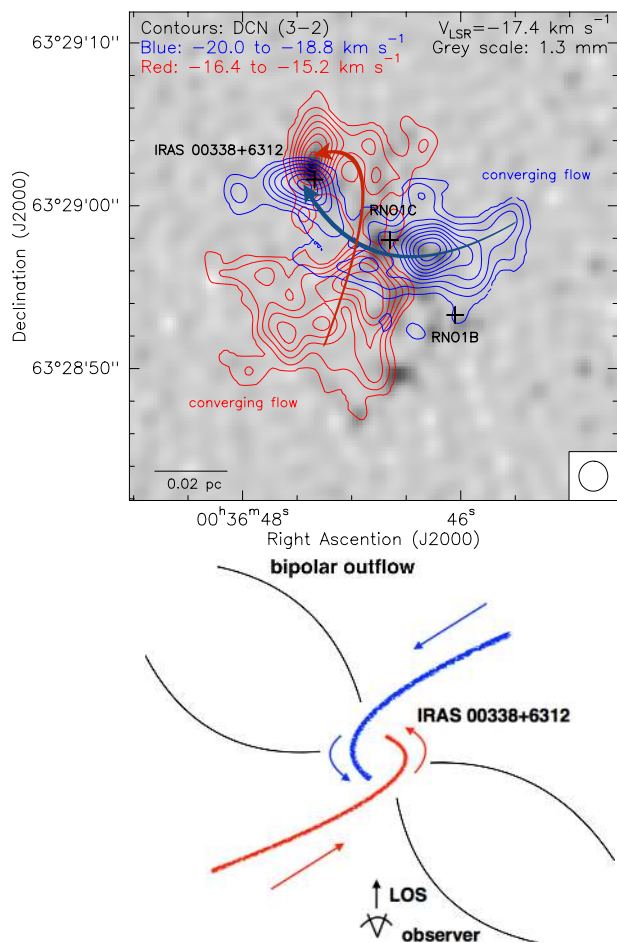 Contours: DCN (3−2)
V_LSR=−17.4 km s⁻¹
Blue: −20.0 to −18.8 km s⁻¹
Grey scale: 1.3 mm
Red: −16.4 to −15.2 km s⁻¹
63°29'10''
IRAS 00338+6312
converging flow
63°29'00''
RNO1C
Declination (J2000)
RNO1B
63°28'50''
converging flow
0.02 pc
00ʰ36ᵐ48ˢ
46ˢ
Right Ascention (J2000)
bipolar outflow
IRAS 00338+6312
LOS
observer